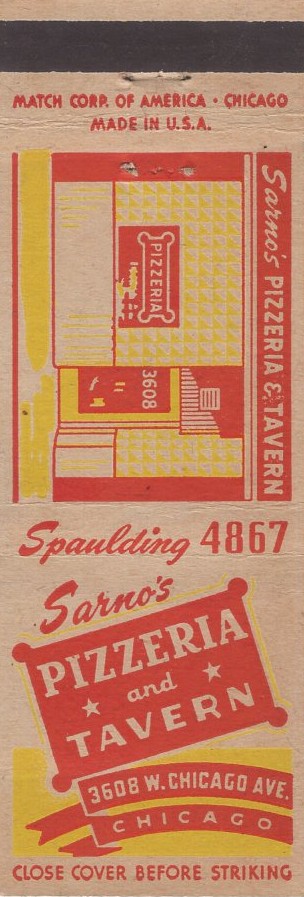 MATCH CORP. OF AMERICA • CHICAGO
MADE IN U.S.A.
Sarno's PIZZERIA & TAVERN
PIZZERIA
3608
Spaulding 4867
Sarno's
PIZZERIA
and
TAVERN
3608 W. CHICAGO AVE.
CHICAGO
CLOSE COVER BEFORE STRIKING